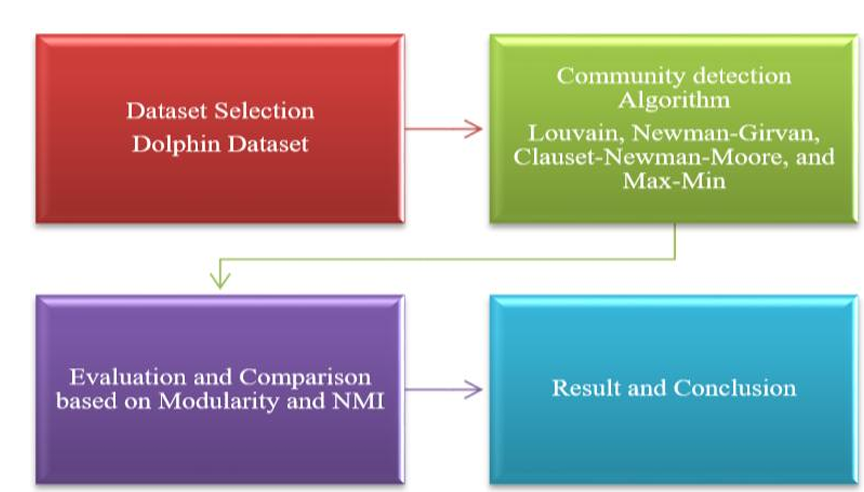 Dataset Selection
Dolphin Dataset
Community detection
Algorithm
Louvain, Newman-Girvan,
Clauset-Newman-Moore, and
Max-Min
Evaluation and Comparison
based on Modularity and NMI
Result and Conclusion